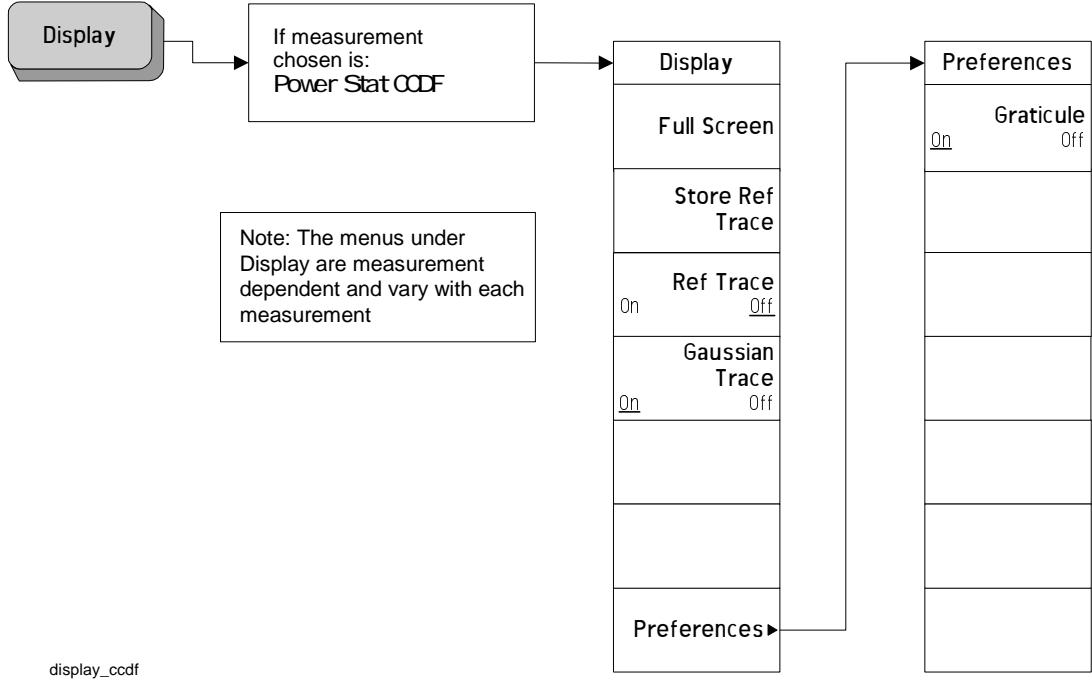 Display
If measurement
chosen is:
Power Stat CCDF
Note: The menus under
Display are measurement
dependent and vary with each
measurement
Display
Full Screen
Store Ref
Trace
Ref Trace
On Off
Gaussian
Trace
On Off
Preferences
Preferences
Graticule
On Off
display_ccdf